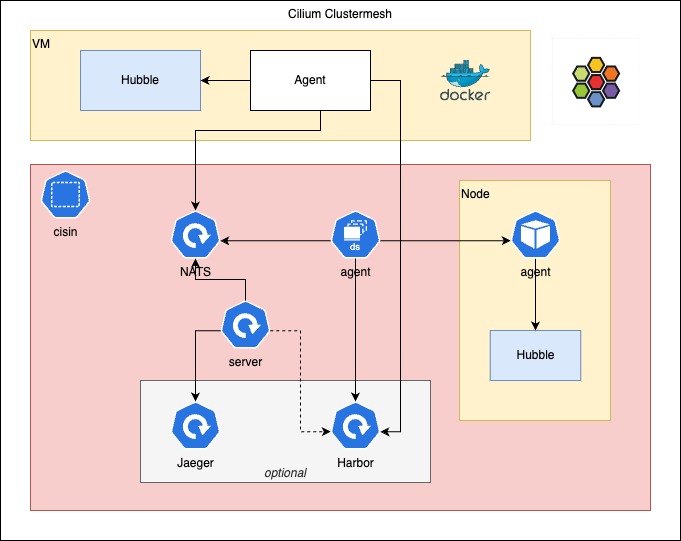 Cilium Clustermesh
VM
Hubble
Agent
docker
cisin
Node
NATS
ds
agent
agent
server
Hubble
Jaeger
Harbor
optional